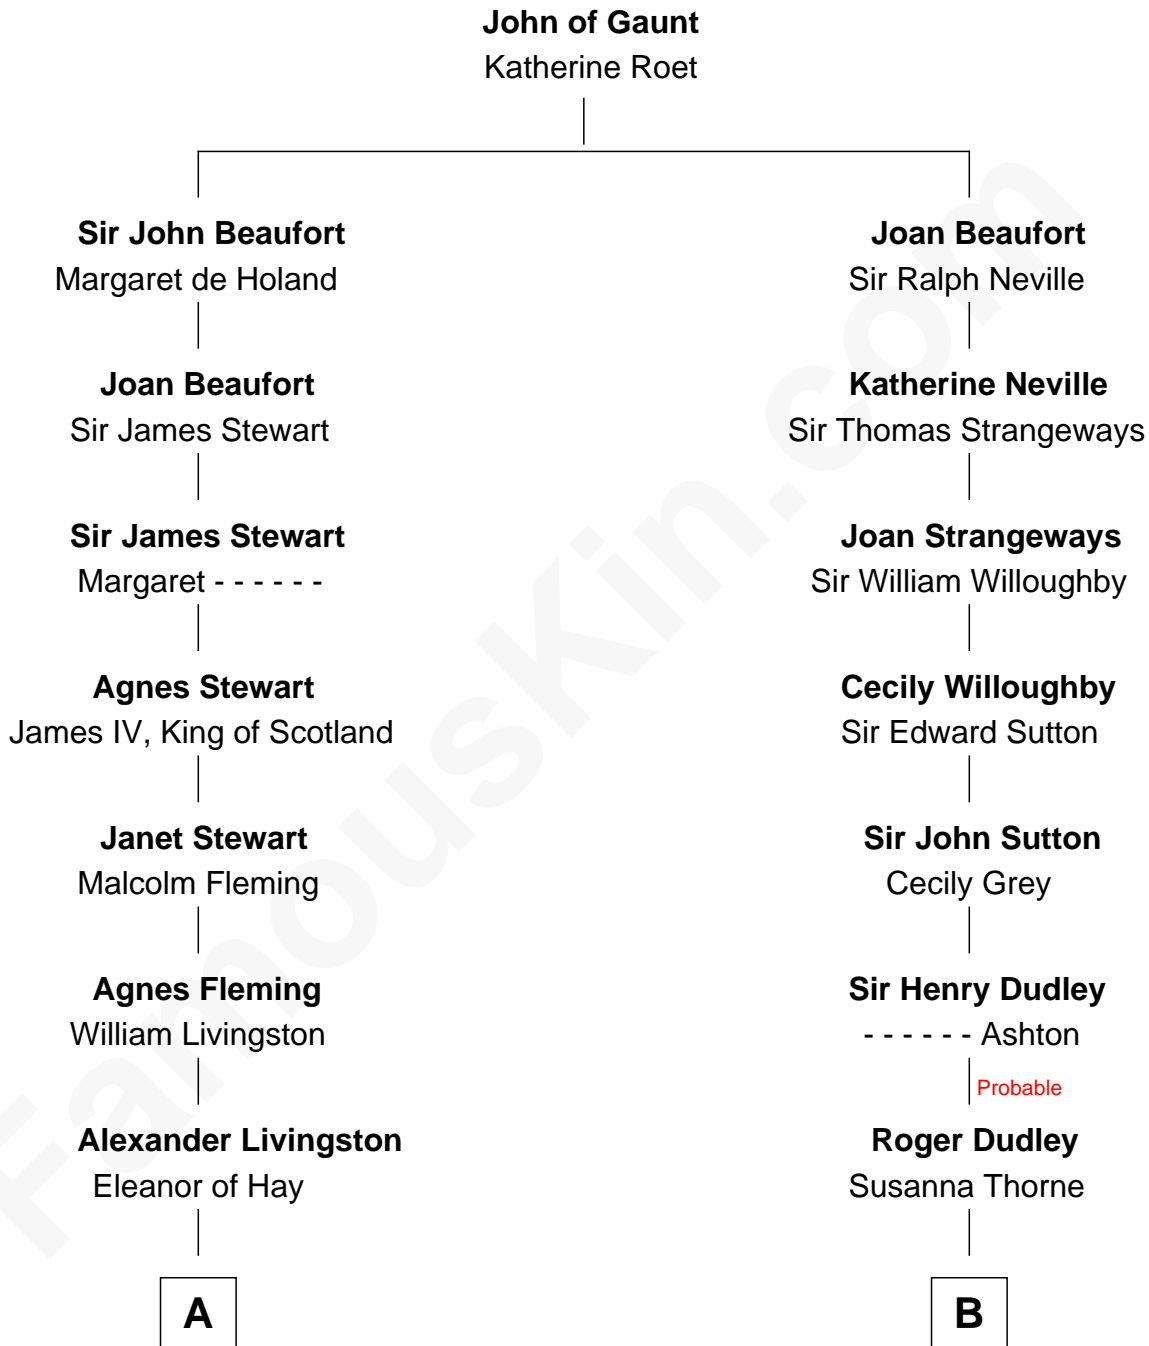 John of Gaunt
Katherine Roet
Sir John Beaufort
Margaret de Holand
Joan Beaufort
Sir James Stewart
Sir James Stewart
Margaret - - - - - -
Agnes Stewart
James IV, King of Scotland
Janet Stewart
Malcolm Fleming
Agnes Fleming
William Livingston
Alexander Livingston
Eleanor of Hay
A
Joan Beaufort
Sir Ralph Neville
Katherine Neville
Sir Thomas Strangeways
Joan Strangeways
Sir William Willoughby
Cecily Willoughby
Sir Edward Sutton
Sir John Sutton
Cecily Grey
Sir Henry Dudley
- - - - - - Ashton
Probable
Roger Dudley
Susanna Thorne
B
FamousKin.com